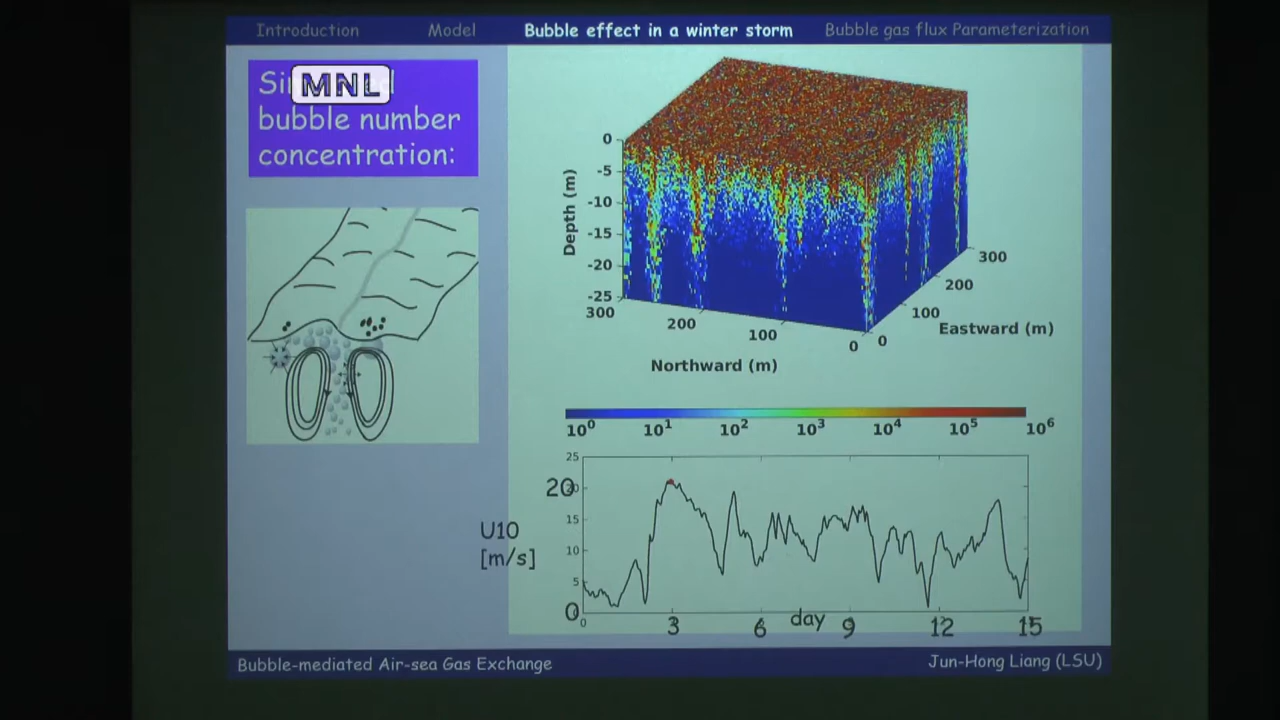 Introduction Model Bubble effect in a winter storm Bubble gas flux Parameterization
MNL
bubble number
concentration:
0
-5
-10
-15
-20
-25
Depth (m)
300 200 100 0
Northward (m)
0 100 200 300
Eastward (m)
10^0 10^1 10^2 10^3 10^4 10^5 10^6
25
20
20
15
10
5
0
U10
[m/s]
0 3 6 9 12 15
day
Bubble-mediated Air-sea Gas Exchange Jun-Hong Liang (LSU)